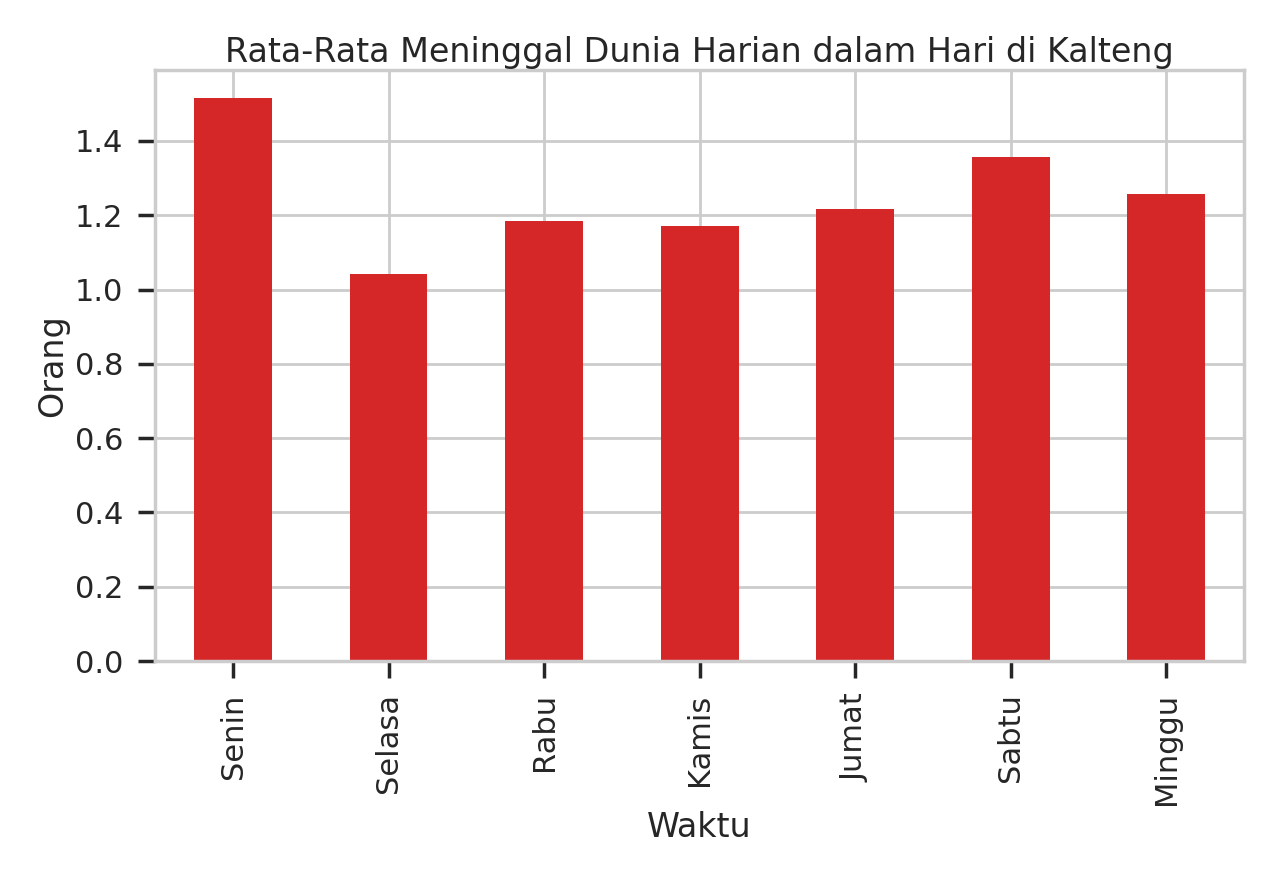 Rata-Rata Meninggal Dunia Harian dalam Hari di Kalteng
1.4
1.2
1.0
0.8
0.6
0.4
0.2
0.0
Orang
Senin
Selasa
Rabu
Kamis
Jumat
Sabtu
Minggu
Waktu